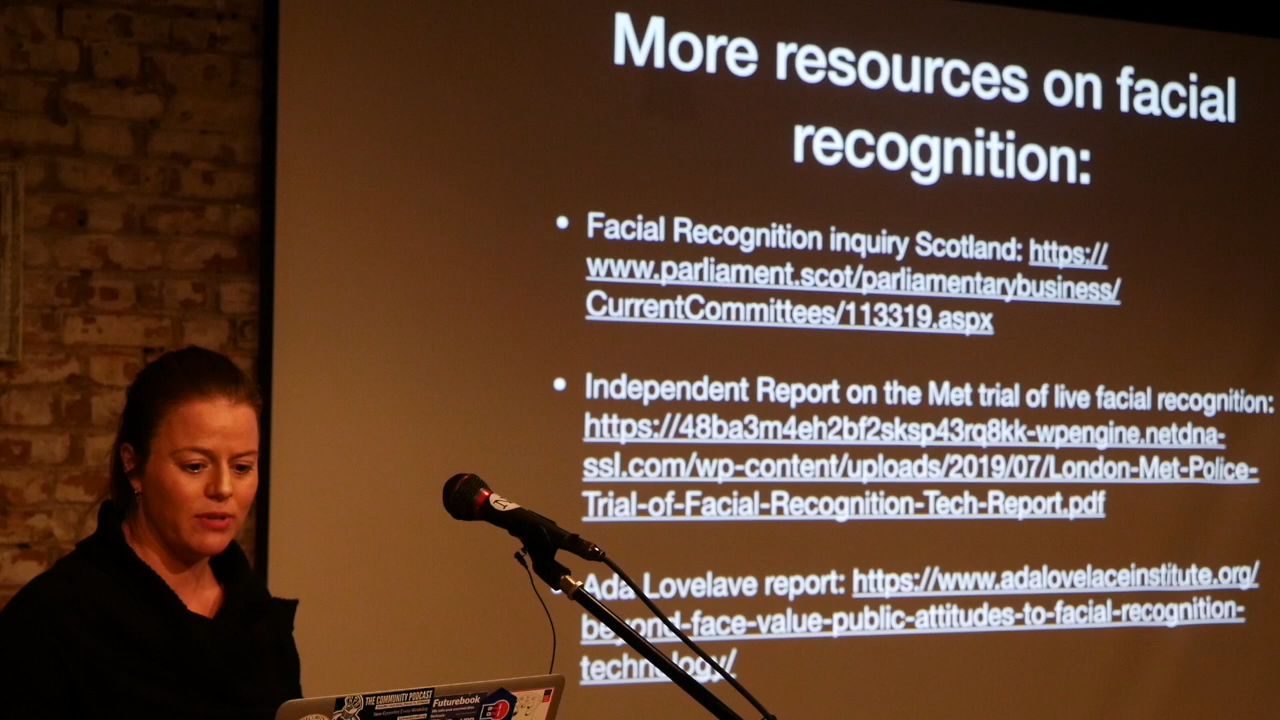 More resources on facial
recognition:
• Facial Recognition inquiry Scotland: https://
www.parliament.scot/parliamentarybusiness/
CurrentCommittees/113319.aspx
• Independent Report on the Met trial of live facial recognition:
https://48ba3m4eh2bf2sksp43rq8kk-wpengine.netdna-
ssl.com/wp-content/uploads/2019/07/London-Met-Police-
Trial-of-Facial-Recognition-Tech-Report.pdf
Ada Lovelave report: https://www.adalovelaceinstitute.org/
beyond-face-value-public-attitudes-to-facial-recognition-
technology/
THE COMMUNITY PODCAST
Futurebook